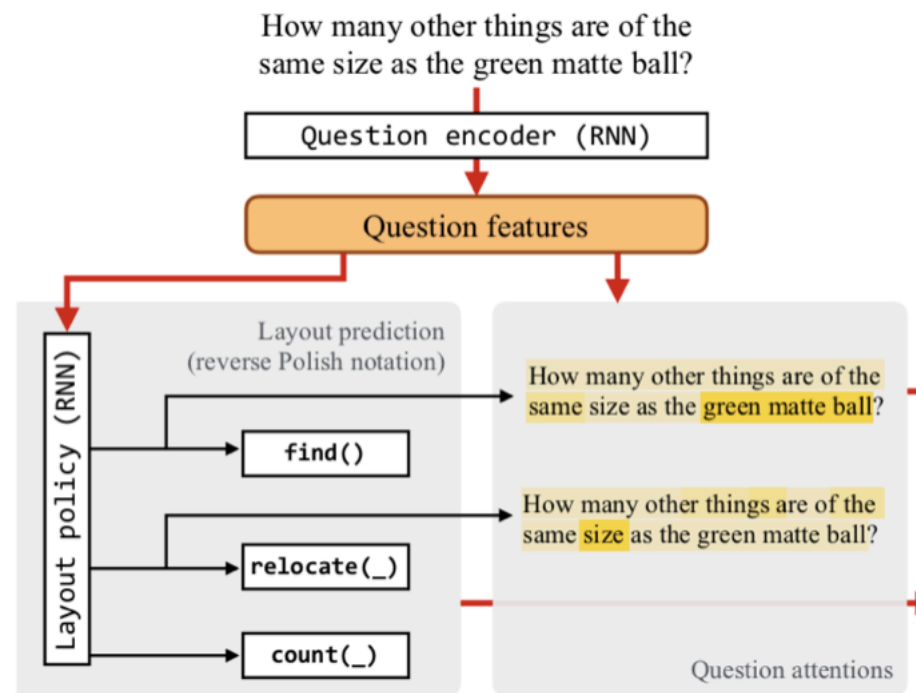 How many other things are of the
same size as the green matte ball?
Question encoder (RNN)
Question features
Layout policy (RNN)
Layout prediction
(reverse Polish notation)
find()
relocate(_)
count(_)
How many other things are of the
same size as the green matte ball?
How many other things are of the
same size as the green matte ball?
Question attentions